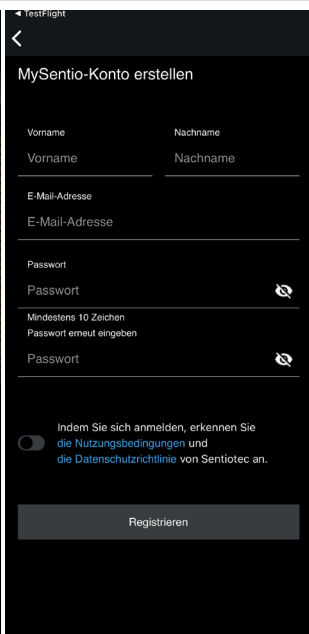 ◄ TestFlight
MySentio-Konto erstellen
Vorname Nachname
Vorname Nachname
E-Mail-Adresse
E-Mail-Adresse
Passwort
Passwort
Mindestens 10 Zeichen
Passwort erneut eingeben
Passwort
Indem Sie sich anmelden, erkennen Sie
die Nutzungsbedingungen und
die Datenschutzrichtlinie von Sentiotec an.
Registrieren